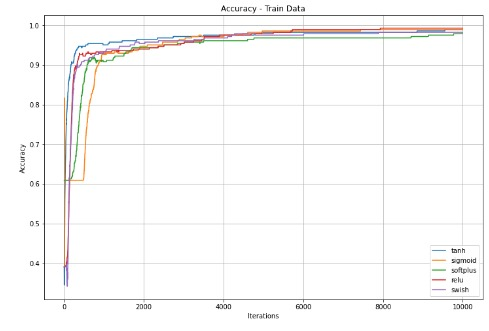 Accuracy - Train Data
Accuracy
1.0
0.9
0.8
0.7
0.6
0.5
0.4
0
2000
4000
6000
8000
10000
Iterations
tanh
sigmoid
softplus
relu
swish